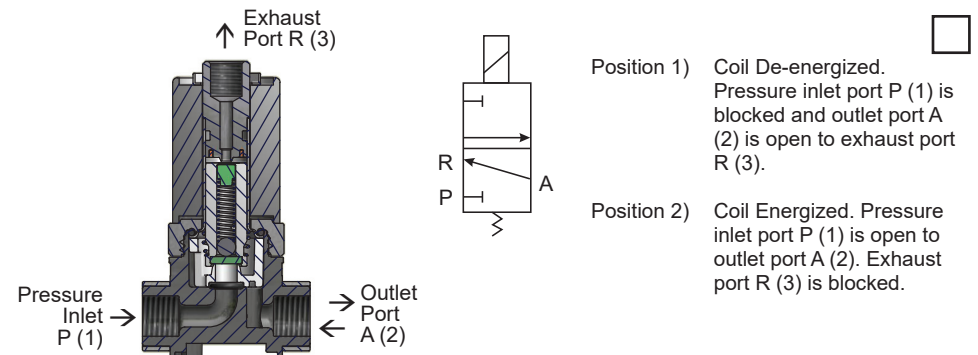 Exhaust
Port R (3)
Pressure
Inlet
P (1)
Outlet
Port
A (2)
R
P
A
Position 1) Coil De-energized.
Pressure inlet port P (1) is
blocked and outlet port A
(2) is open to exhaust port
R (3).
Position 2) Coil Energized. Pressure
inlet port P (1) is open to
outlet port A (2). Exhaust
port R (3) is blocked.